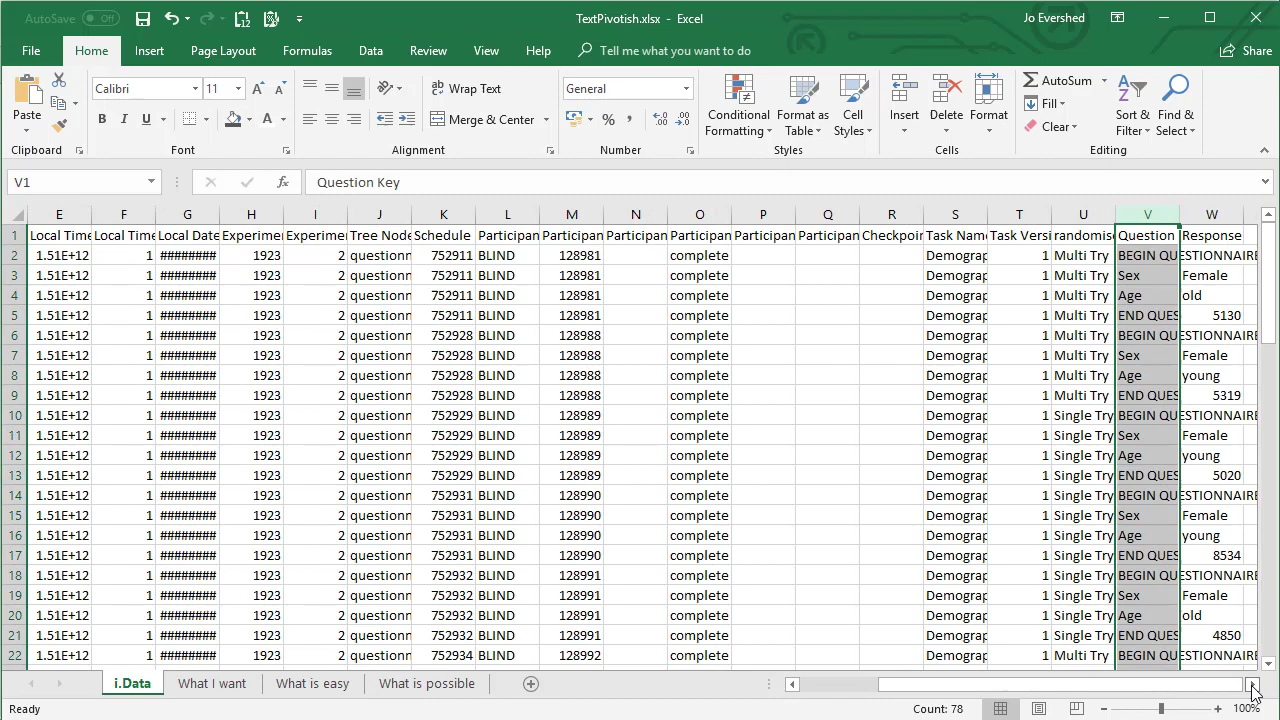 AutoSave Off TextPivotish.xlsx - Excel Jo Evershed
File Home Insert Page Layout Formulas Data Review View Help Tell me what you want to do Share
Paste Calibri 11 Wrap Text General Conditional Formatting Format as Table Cell Styles Insert Delete Format AutoSum Sort & Filter Find & Select
B I U Merge & Center % , Fill
Clear
Clipboard Font Alignment Number Styles Cells Editing
V1 fx Question Key
E F G H I J K L M N O P Q R S T U V W
1 Local Time Local Time Local Date Experimer Experimer Tree Node Schedule Participan Participan Participan Participan Participan Participan Checkpoin Task Name Task Versi randomise Question Response
2 1.51E+12 1 ######## 1923 2 questionn 752911 BLIND 128981 complete Demograp 1 Multi Try BEGIN QUESTIONNAIRE
3 1.51E+12 1 ######## 1923 2 questionn 752911 BLIND 128981 complete Demograp 1 Multi Try Sex Female
4 1.51E+12 1 ######## 1923 2 questionn 752911 BLIND 128981 complete Demograp 1 Multi Try Age old
5 1.51E+12 1 ######## 1923 2 questionn 752911 BLIND 128981 complete Demograp 1 Multi Try END QUES 5130
6 1.51E+12 1 ######## 1923 2 questionn 752928 BLIND 128988 complete Demograp 1 Multi Try BEGIN QUESTIONNAIRE
7 1.51E+12 1 ######## 1923 2 questionn 752928 BLIND 128988 complete Demograp 1 Multi Try Sex Female
8 1.51E+12 1 ######## 1923 2 questionn 752928 BLIND 128988 complete Demograp 1 Multi Try Age young
9 1.51E+12 1 ######## 1923 2 questionn 752928 BLIND 128988 complete Demograp 1 Multi Try END QUES 5319
10 1.51E+12 1 ######## 1923 2 questionn 752929 BLIND 128989 complete Demograp 1 Single Try BEGIN QUESTIONNAIRE
11 1.51E+12 1 ######## 1923 2 questionn 752929 BLIND 128989 complete Demograp 1 Single Try Sex Female
12 1.51E+12 1 ######## 1923 2 questionn 752929 BLIND 128989 complete Demograp 1 Single Try Age young
13 1.51E+12 1 ######## 1923 2 questionn 752929 BLIND 128989 complete Demograp 1 Single Try END QUES 5020
14 1.51E+12 1 ######## 1923 2 questionn 752931 BLIND 128990 complete Demograp 1 Single Try BEGIN QUESTIONNAIRE
15 1.51E+12 1 ######## 1923 2 questionn 752931 BLIND 128990 complete Demograp 1 Single Try Sex Female
16 1.51E+12 1 ######## 1923 2 questionn 752931 BLIND 128990 complete Demograp 1 Single Try Age young
17 1.51E+12 1 ######## 1923 2 questionn 752931 BLIND 128990 complete Demograp 1 Single Try END QUES 8534
18 1.51E+12 1 ######## 1923 2 questionn 752932 BLIND 128991 complete Demograp 1 Single Try BEGIN QUESTIONNAIRE
19 1.51E+12 1 ######## 1923 2 questionn 752932 BLIND 128991 complete Demograp 1 Single Try Sex Female
20 1.51E+12 1 ######## 1923 2 questionn 752932 BLIND 128991 complete Demograp 1 Single Try Age old
21 1.51E+12 1 ######## 1923 2 questionn 752932 BLIND 128991 complete Demograp 1 Single Try END QUES 4850
22 1.51E+12 1 ######## 1923 2 questionn 752934 BLIND 128992 complete Demograp 1 Multi Try BEGIN QUESTIONNAIRE
i.Data What I want What is easy What is possible
Ready Count: 78 100%